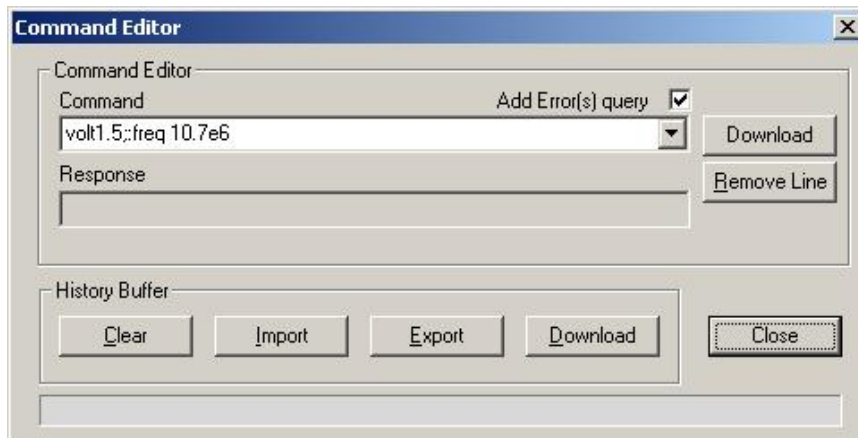 Command Editor
Command Editor
Command
Add Error(s) query
volt1.5;:freq 10.7e6
Download
Response
Remove Line
History Buffer
Clear
Import
Export
Download
Close